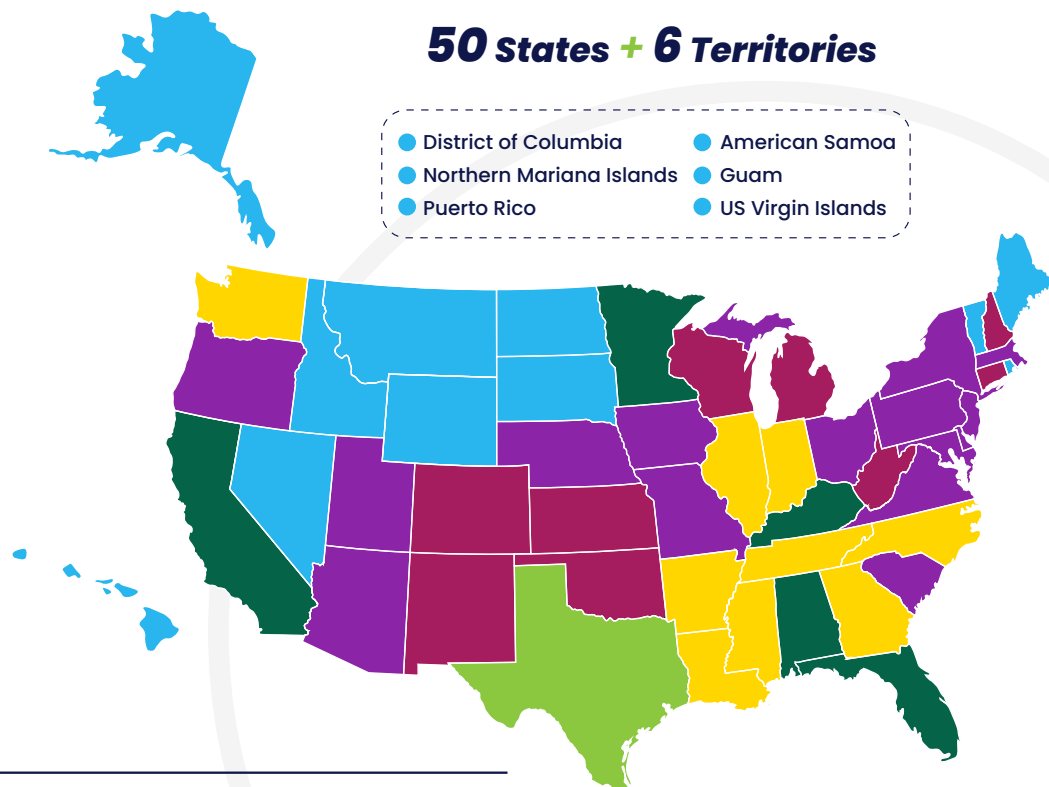 50 States + 6 Territories
District of Columbia
Northern Mariana Islands
Puerto Rico
American Samoa
Guam
US Virgin Islands